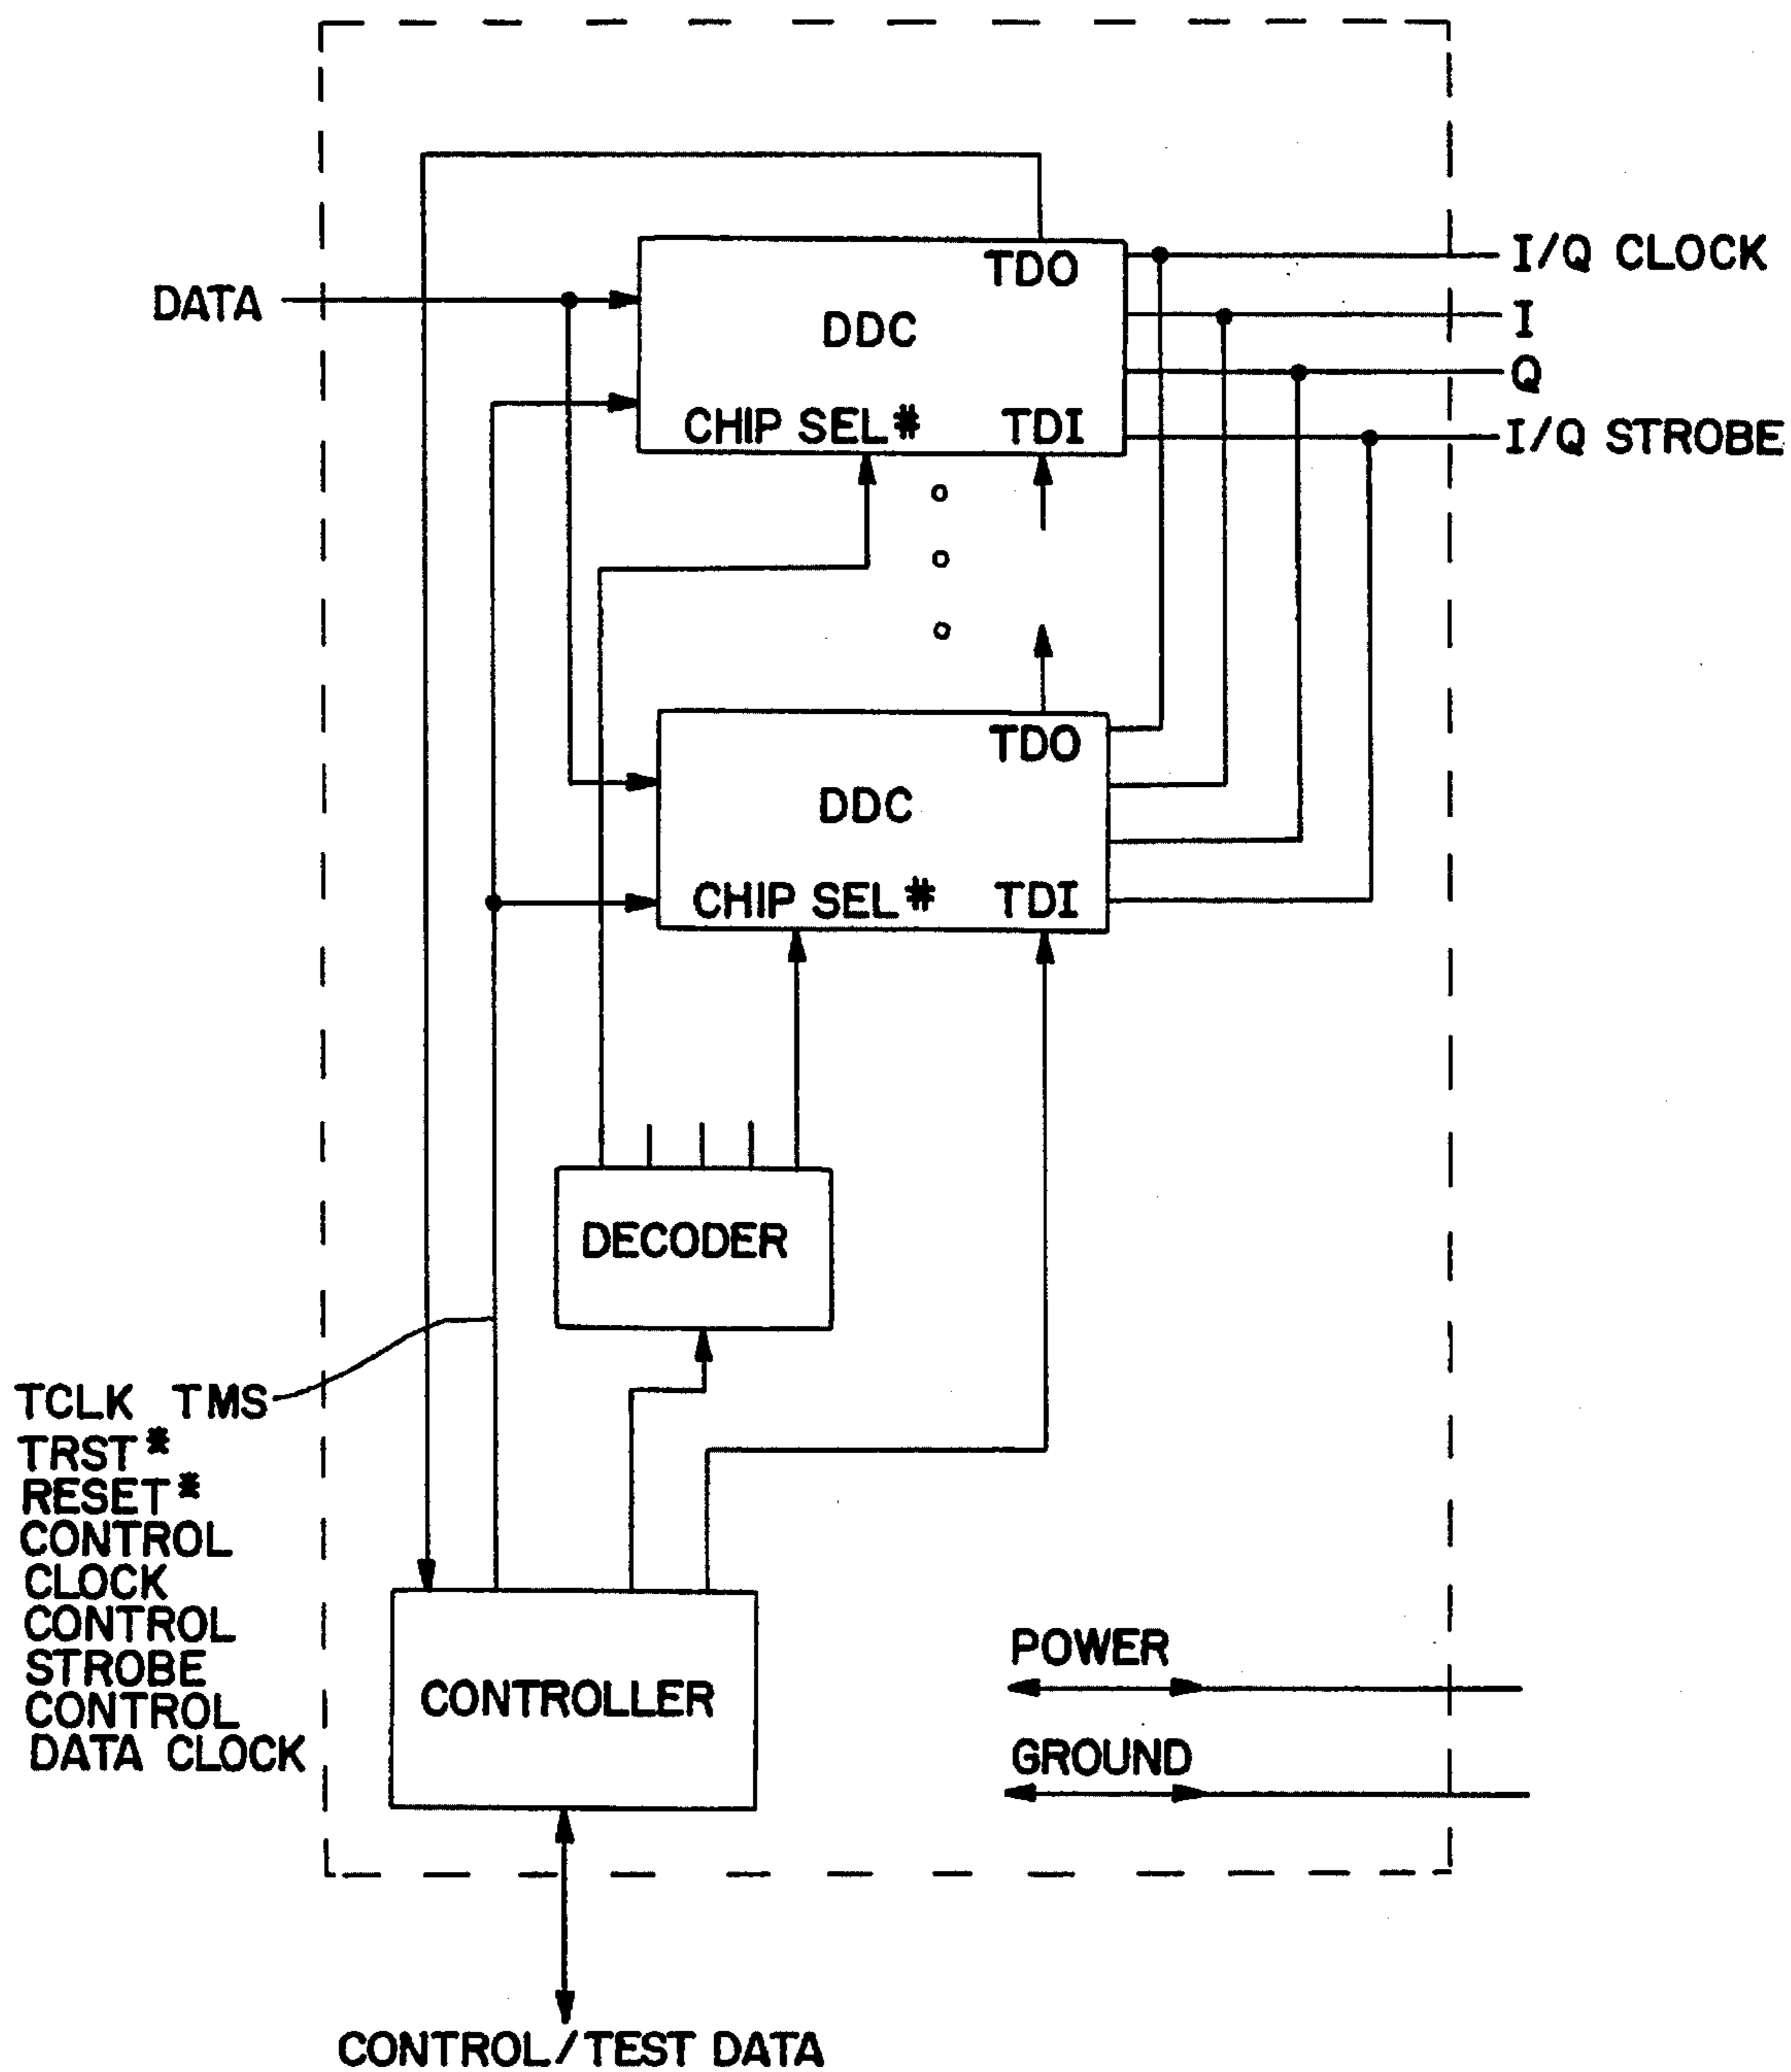 TDO
I/Q CLOCK
DATA
DDC
I
Q
CHIP SEL* TDI
I/Q STROBE
TDO
DDC
CHIP SEL* TDI
DECODER
TCLK TMS
TRST*
RESET*
CONTROL
CLOCK
CONTROL
STROBE
CONTROL
DATA CLOCK
CONTROLLER
POWER
GROUND
CONTROL/TEST DATA